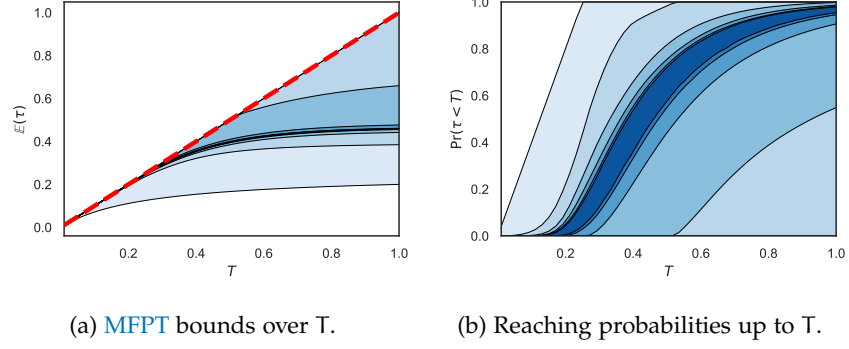 1.0
0.8
0.6
0.4
0.2
0.0
𝔼(τ)
0.2 0.4 0.6 0.8 1.0
T
1.0
0.8
0.6
0.4
0.2
0.0
Pr(τ < T)
0.2 0.4 0.6 0.8 1.0
T
(a) MFPT bounds over T.
(b) Reaching probabilities up to T.